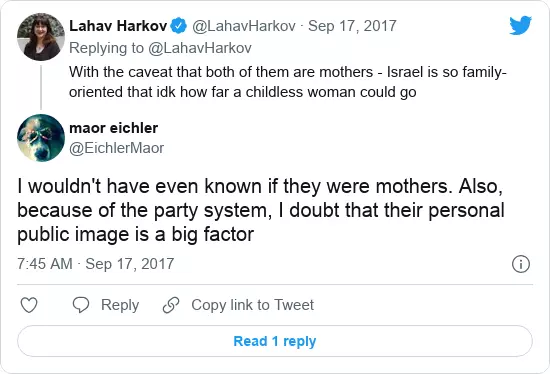 Lahav Harkov @LahavHarkov · Sep 17, 2017
Replying to @LahavHarkov
With the caveat that both of them are mothers - Israel is so family-
oriented that idk how far a childless woman could go
maor eichler
@EichlerMaor
I wouldn't have even known if they were mothers. Also,
because of the party system, I doubt that their personal
public image is a big factor
7:45 AM · Sep 17, 2017
Reply
Copy link to Tweet
Read 1 reply